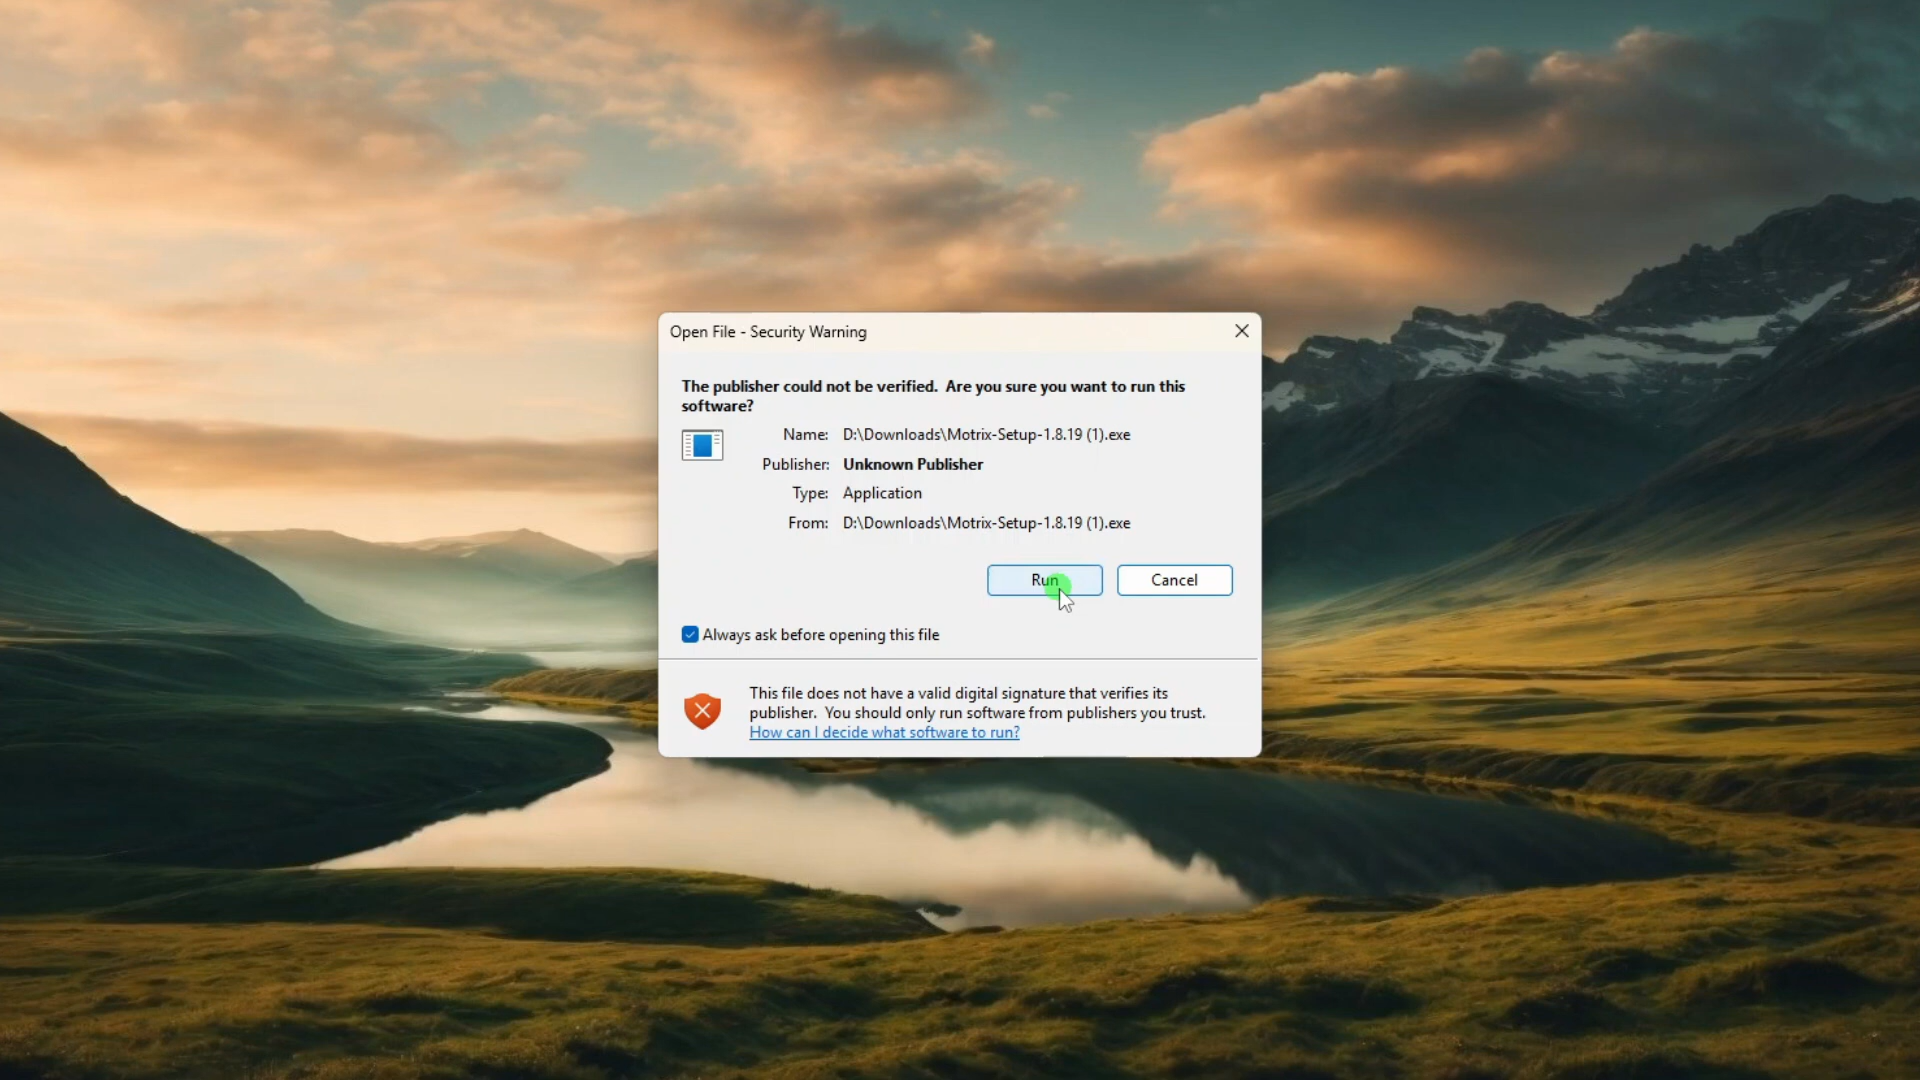 Open File - Security Warning
The publisher could not be verified.  Are you sure you want to run this
software?
Name: D:\Downloads\Motrix-Setup-1.8.19 (1).exe
Publisher: Unknown Publisher
Type: Application
From: D:\Downloads\Motrix-Setup-1.8.19 (1).exe
Run Cancel
Always ask before opening this file
This file does not have a valid digital signature that verifies its
publisher.  You should only run software from publishers you trust.
How can I decide what software to run?